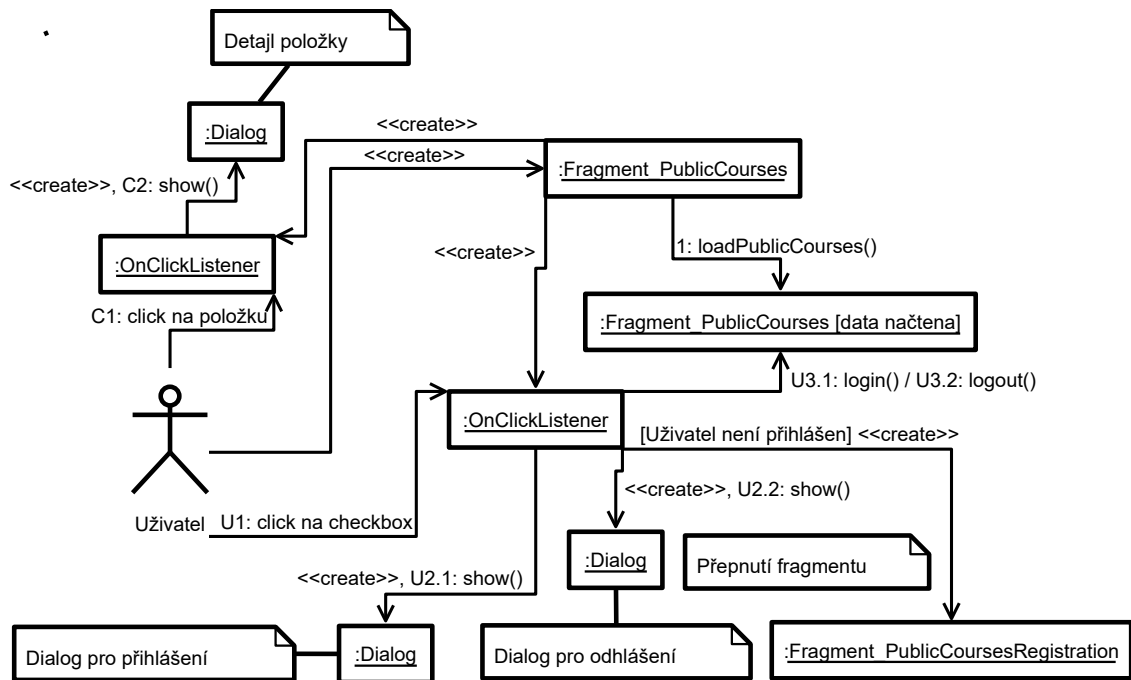 Detajl položky
:Dialog
<<create>>
<<create>>
:Fragment_PublicCourses
<<create>>, C2: show()
<<create>>
1: loadPublicCourses()
:OnClickListener
C1: click na položku
:Fragment_PublicCourses [data načtena]
U3.1: login() / U3.2: logout()
:OnClickListener
[Uživatel není přihlášen] <<create>>
<<create>>, U2.2: show()
Uživatel
U1: click na checkbox
:Dialog
Přepnutí fragmentu
<<create>>, U2.1: show()
Dialog pro přihlášení
:Dialog
Dialog pro odhlášení
:Fragment_PublicCoursesRegistration